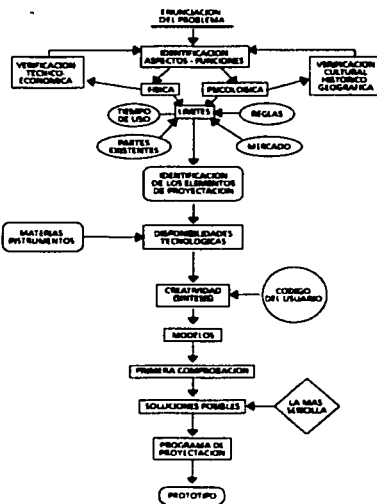 ENUNCIACION
DEL PROBLEMA
IDENTIFICACION
ASPECTOS - FUNCIONES
VERIFICACION
TECNICO-
ECONOMICA
VERIFICACION
CULTURAL
HISTORICO
GEOGRAFICA
FISICA
PSICOLOGICA
TIEMPO
DE USO
LIMITES
REGLAS
PARTES
EXISTENTES
MERCADO
IDENTIFICACION
DE LOS ELEMENTOS
DE PROYECTACION
MATERIAS
INSTRUMENTOS
DISPONIBILIDADES
TECNOLOGICAS
CREATIVIDAD
(SINTESIS)
CODIGO
DEL USUARIO
MODELOS
PRIMERA COMPROBACION
SOLUCIONES POSIBLES
LA MAS
SENCILLA
PROGRAMA DE
PROYECTACION
PROTOTIPO